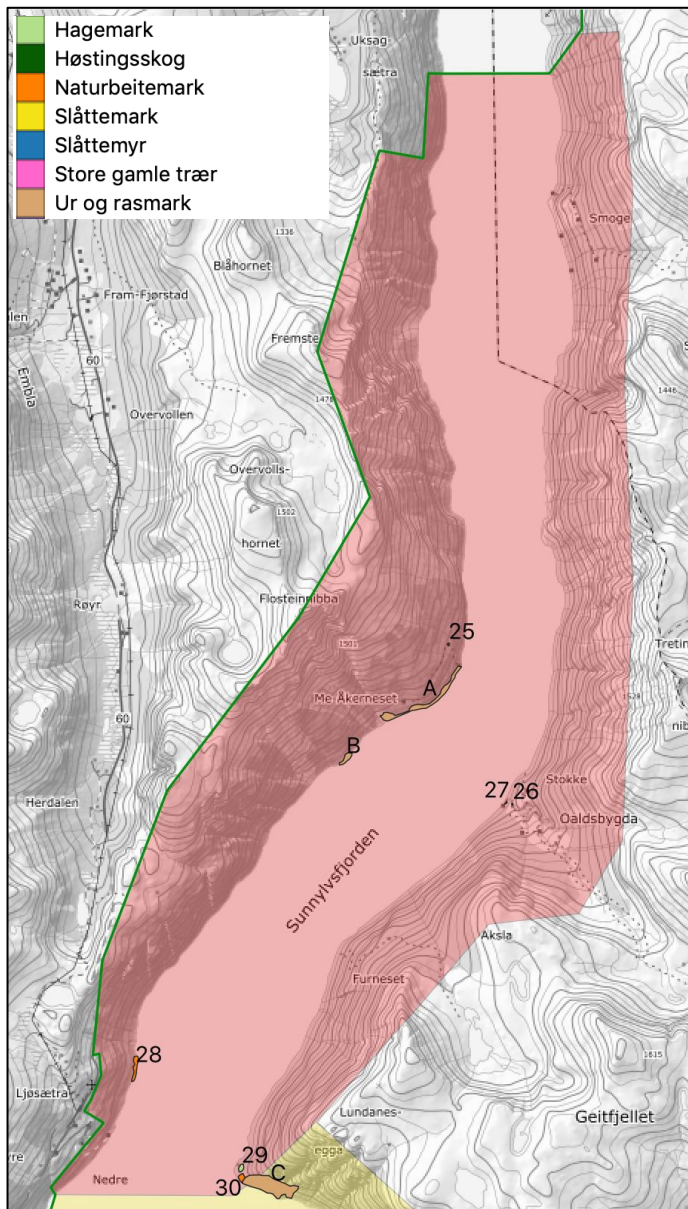 Hagemark
Høstingsskog
Naturbeitemark
Slåttemark
Slåttemyr
Store gamle trær
Ur og rasmark
Uksag-
sætra
Smoge
1336
Blåhornet
Fram-Fjørstad
Fremste
60
Embla
1446
1478
Overvollen
Overvolls-
1502
hornet
Røyr
Flosteinnibba
25
1501
Me-Åkerneset
A
1528
60
B
Herdalen
Stokke
27 26
Oaldsbygda
Sunnylvsfjorden
Aksla
Furneset
28
1615
Ljøsætra
Lundanes-
Geitfjellet
egga
29
C
30
Nedre